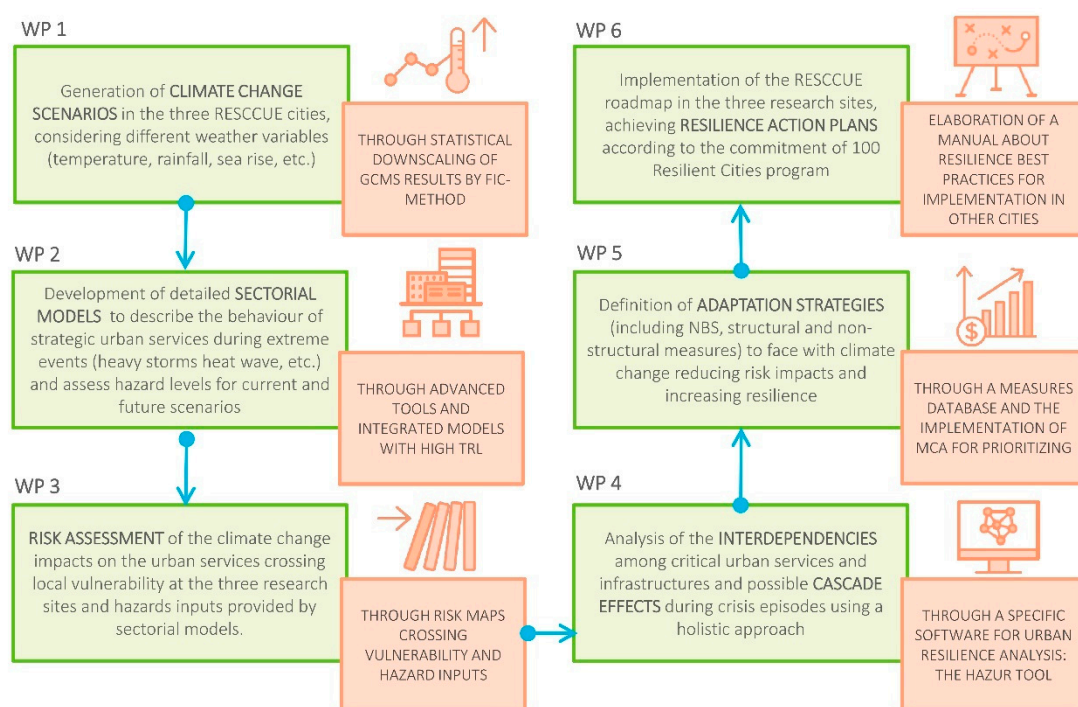 WP 1
Generation of CLIMATE CHANGE
SCENARIOS in the three RESCCUE cities,
considering different weather variables
(temperature, rainfall, sea rise, etc.)
THROUGH STATISTICAL
DOWNSCALING OF
GCMS RESULTS BY FIC-
METHOD
WP 2
Development of detailed SECTORIAL
MODELS to describe the behaviour of
strategic urban services during extreme
events (heavy storms heat wave, etc.)
and assess hazard levels for current and
future scenarios
THROUGH ADVANCED
TOOLS AND
INTEGRATED MODELS
WITH HIGH TRL
WP 3
RISK ASSESSMENT of the climate change
impacts on the urban services crossing
local vulnerability at the three research
sites and hazards inputs provided by
sectorial models.
THROUGH RISK MAPS
CROSSING
VULNERABILITY AND
HAZARD INPUTS
WP 4
Analysis of the INTERDEPENDENCIES
among critical urban services and
infrastructures and possible CASCADE
EFFECTS during crisis episodes using a
holistic approach
THROUGH A SPECIFIC
SOFTWARE FOR URBAN
RESILIENCE ANALYSIS:
THE HAZUR TOOL
WP 5
Definition of ADAPTATION STRATEGIES
(including NBS, structural and non-
structural measures) to face with climate
change reducing risk impacts and
increasing resilience
$
THROUGH A MEASURES
DATABASE AND THE
IMPLEMENTATION OF
MCA FOR PRIORITIZING
WP 6
Implementation of the RESCCUE
roadmap in the three research sites,
achieving RESILIENCE ACTION PLANS
according to the commitment of 100
Resilient Cities program
ELABORATION OF A
MANUAL ABOUT
RESILIENCE BEST
PRACTICES FOR
IMPLEMENTATION IN
OTHER CITIES